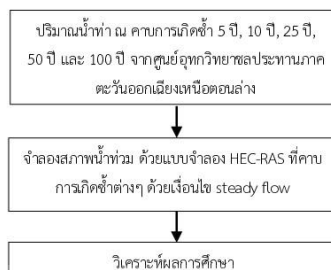 ปริมาณน้ำท่า ณ คาบการเกิดซ้ำ 5 ปี, 10 ปี, 25 ปี,
50 ปี และ 100 ปี จากศูนย์อุทกวิทยาชลประทานภาค
ตะวันออกเฉียงเหนือตอนล่าง
จำลองสภาพน้ำท่วม ด้วยแบบจำลอง HEC-RAS ที่คาบ
การเกิดซ้ำต่างๆ ด้วยเงื่อนไข steady flow
วิเคราะห์ผลการศึกษา